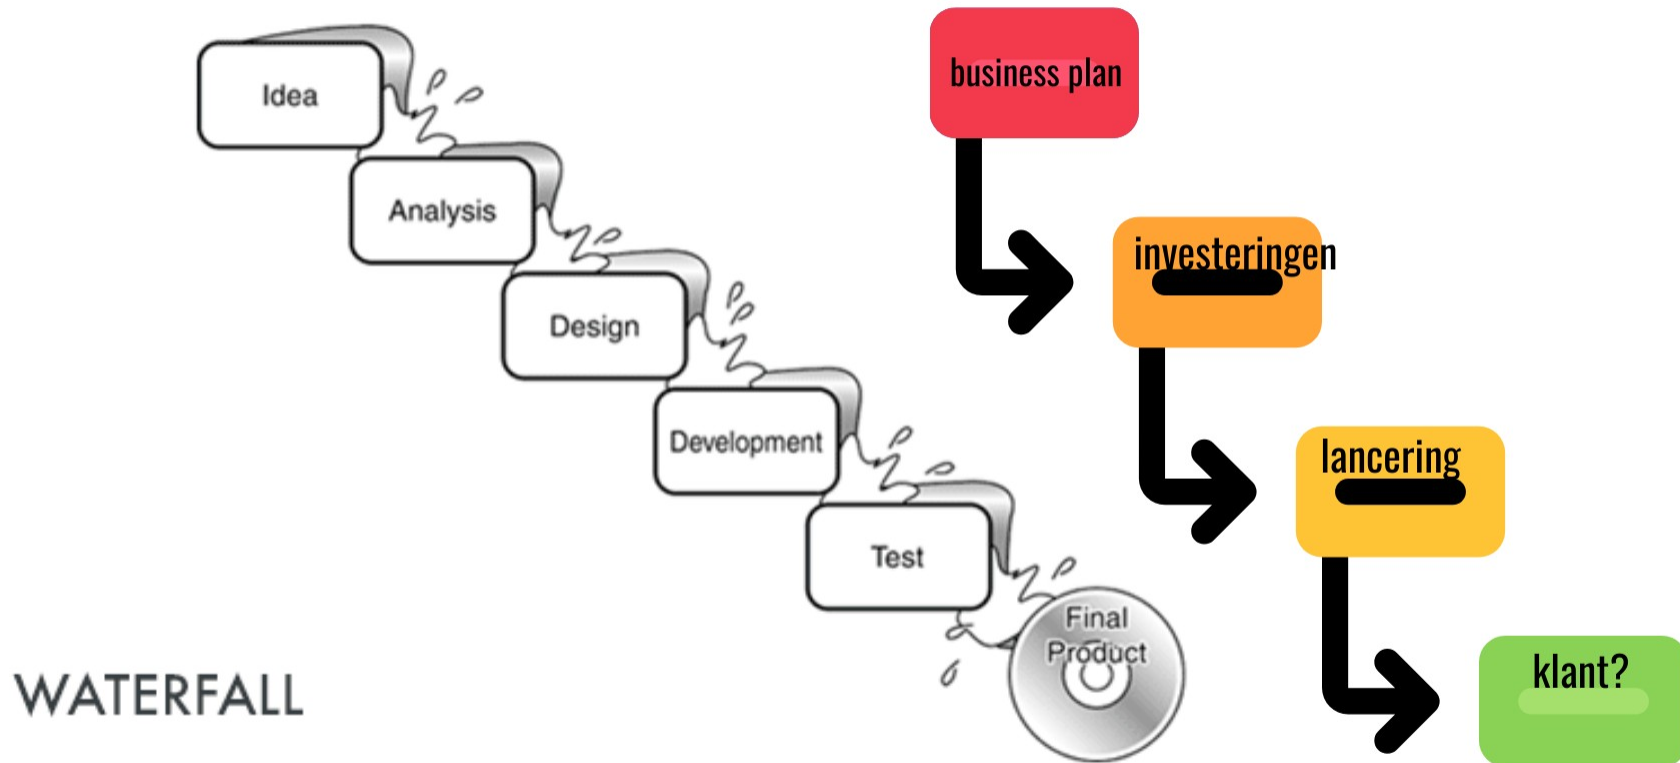 Idea
Analysis
Design
Development
Test
Final
Product
WATERFALL
business plan
investeringen
lancering
klant?